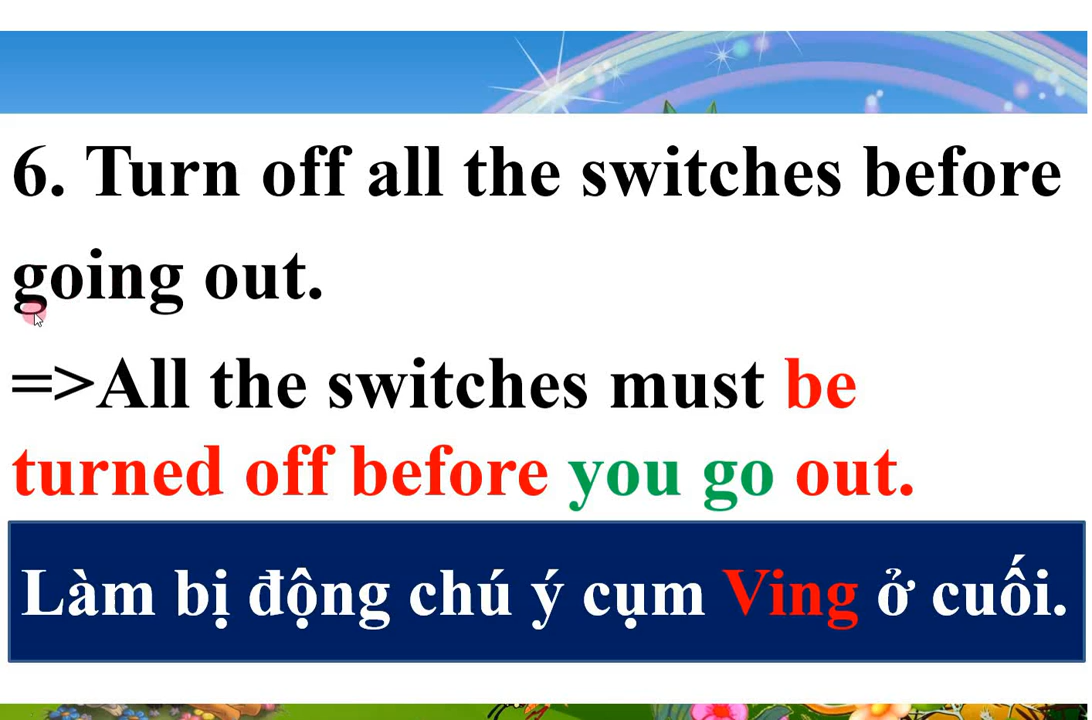 6. Turn off all the switches before
going out.
=>All the switches must be
turned off before you go out.
Làm bị động chú ý cụm Ving ở cuối.